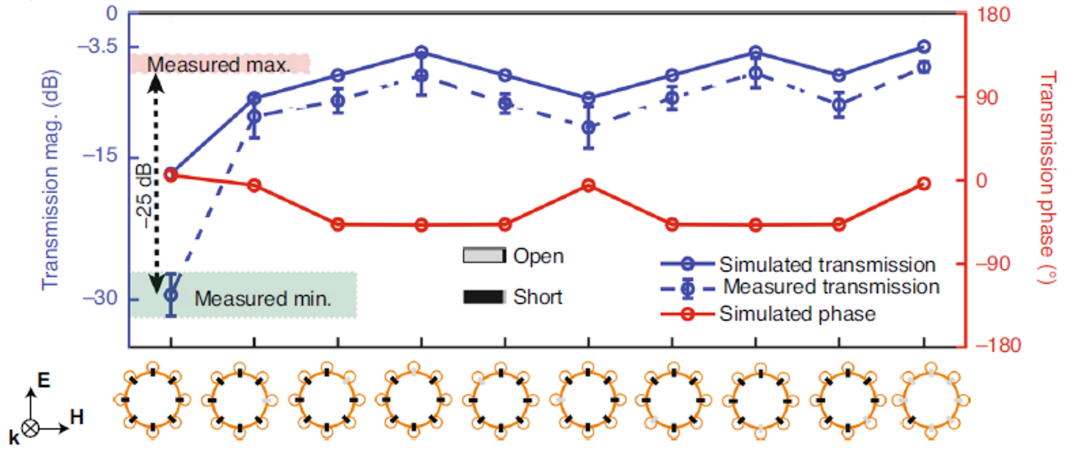 0
−3.5
−15
−30
Transmission mag. (dB)
Measured max.
−25 dB
Measured min.
Open
Short
Simulated transmission
Measured transmission
Simulated phase
180
90
0
−90
−180
Transmission phase (°)
E
H
k